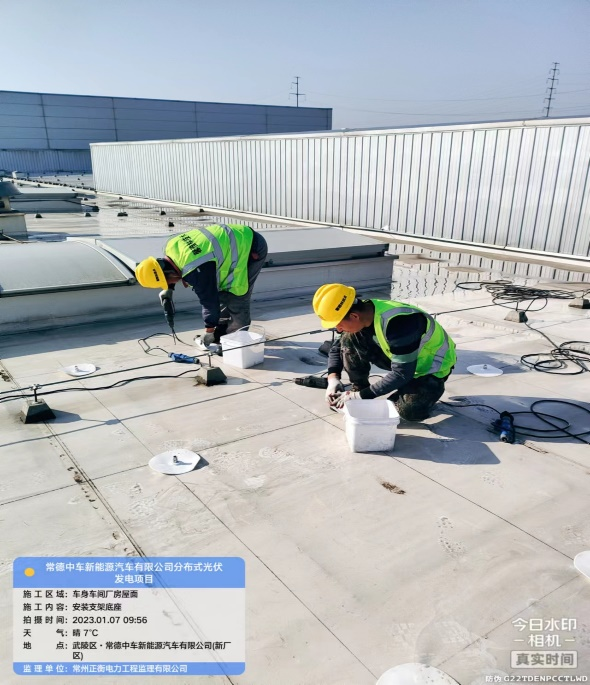 常德中车新能源汽车有限公司分布式光伏
发电项目
施工区域：车身车间厂房屋面
施工内容：安装支架底座
拍摄时间：2023.01.07 09:56
天　　气：晴 7℃
地　　点：武陵区·常德中车新能源汽车有限公司(新厂
区)
监理单位：常州正衡电力工程监理有限公司
今日水印
相机
真实时间
防伪 G22TDENPCCTLWD